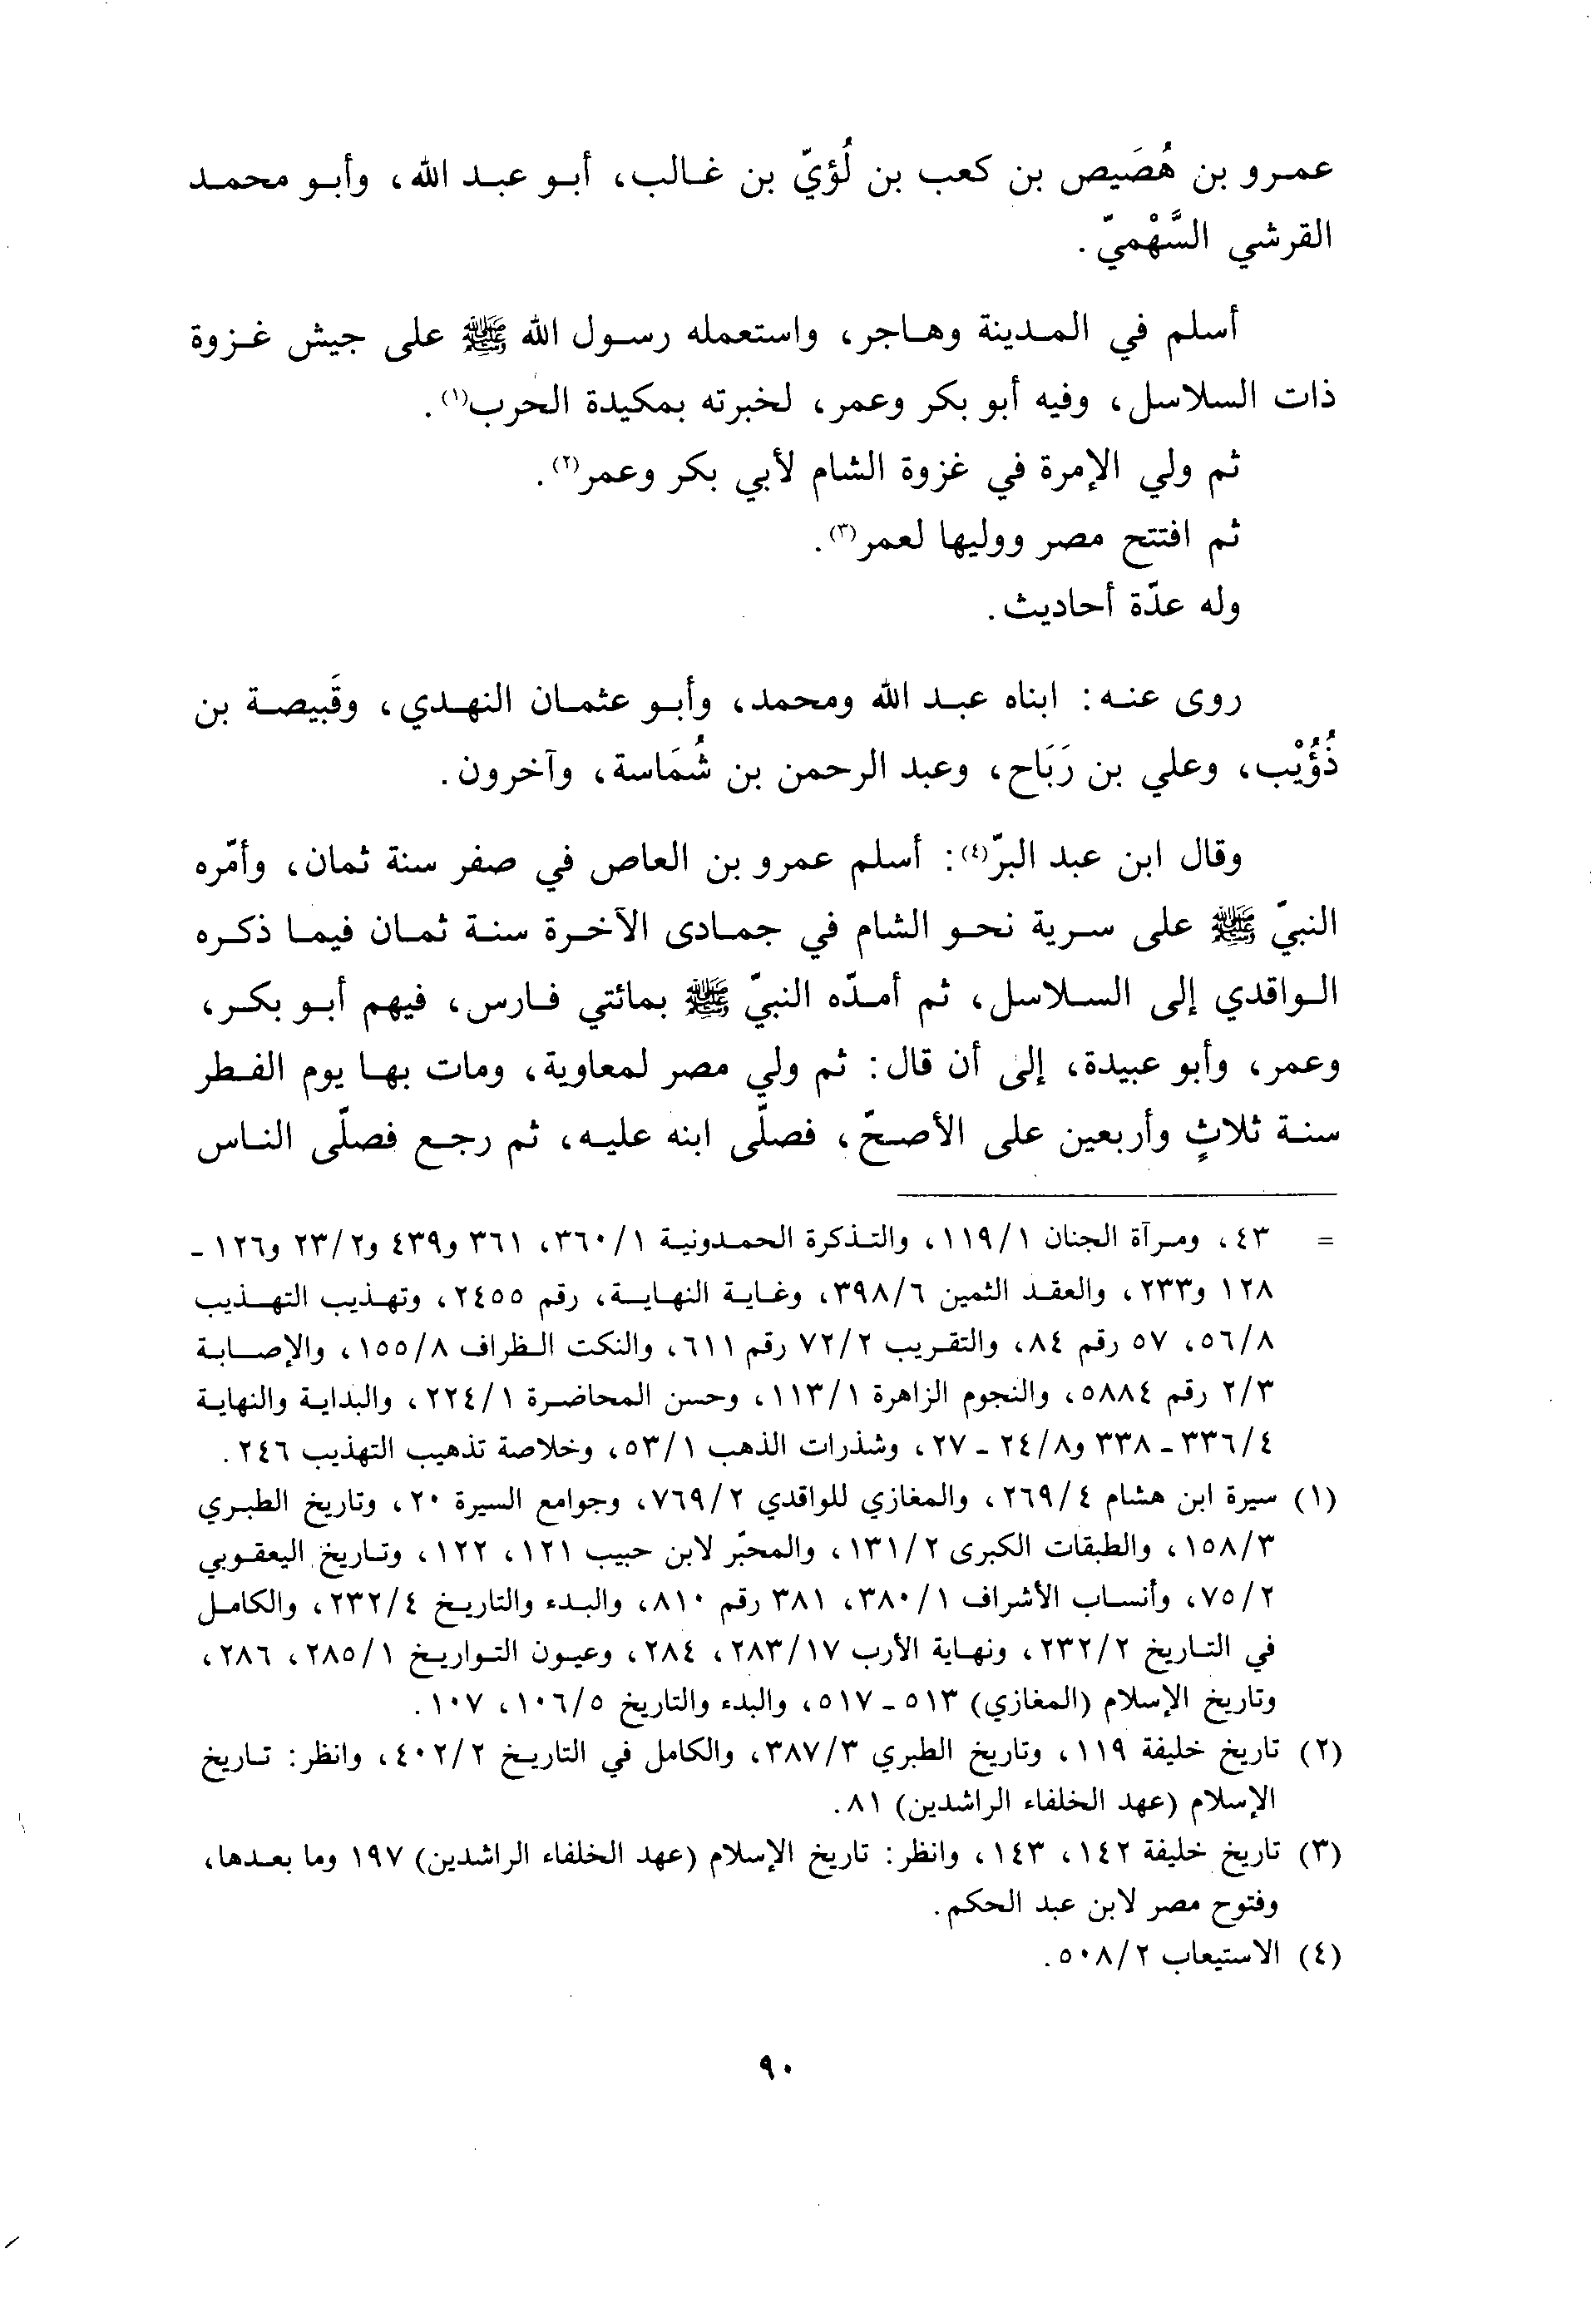 عمرو بن هُصَيص بن كعب بن لُؤيّ بن غالب، أبو عبد الله، وأبو محمد
القرشي السَّهْميّ.
أسلم في المدينة وهاجر، واستعمله رسول الله ﷺ على جيش غزوة
ذات السلاسل، وفيه أبو بكر وعمر، لخبرته بمكيدة الحرب(١).
ثم ولي الإمرة في غزوة الشام لأبي بكر وعمر(٢).
ثم افتتح مصر ووليها لعمر(٣).
وله عدّة أحاديث.
روى عنه: ابناه عبد الله ومحمد، وأبو عثمان النهدي، وقَبيصة بن
ذُؤُيْب، وعلي بن رَبَاح، وعبد الرحمن بن شُمَاسة، وآخرون.
وقال ابن عبد البرّ(٤): أسلم عمرو بن العاص في صفر سنة ثمان، وأمّره
النبيّ ﷺ على سرية نحو الشام في جمادى الآخرة سنة ثمان فيما ذكره
الواقدي إلى السلاسل، ثم أمدّه النبيّ ﷺ بمائتي فارس، فيهم أبو بكر،
وعمر، وأبو عبيدة، إلى أن قال: ثم ولي مصر لمعاوية، ومات بها يوم الفطر
سنة ثلاثٍ وأربعين على الأصحّ، فصلّى ابنه عليه، ثم رجع فصلّى الناس
= ٤٣، ومرآة الجنان ١/١١٩، والتذكرة الحمدونية ١/٣٦٠، ٣٦١ و٤٣٩ و٢/٢٣ و١٢٦ -
١٢٨ و٢٣٣، والعقد الثمين ٦/٣٩٨، وغاية النهاية، رقم ٢٤٥٥، وتهذيب التهذيب
٨/٥٦، ٥٧ رقم ٨٤، والتقريب ٢/٧٢ رقم ٦١١، والنكت الظراف ٨/١٥٥، والإصابة
٢/٣ رقم ٥٨٨٤، والنجوم الزاهرة ١/١١٣، وحسن المحاضرة ١/٢٢٤، والبداية والنهاية
٤/٣٣٦ - ٣٣٨ و٨/٢٤ - ٢٧، وشذرات الذهب ١/٥٣، وخلاصة تذهيب التهذيب ٢٤٦.
(١) سيرة ابن هشام ٤/٢٦٩، والمغازي للواقدي ٢/٧٦٩، وجوامع السيرة ٢٠، وتاريخ الطبري
٣/١٥٨، والطبقات الكبرى ٢/١٣١، والمحبّر لابن حبيب ١٢١، ١٢٢، وتاريخ اليعقوبي
٢/٧٥، وأنساب الأشراف ١/٣٨٠، ٣٨١ رقم ٨١٠، والبدء والتاريخ ٤/٢٣٢، والكامل
في التاريخ ٢/٢٣٢، ونهاية الأرب ١٧/٢٨٣، ٢٨٤، وعيون التواريخ ١/٢٨٥، ٢٨٦،
وتاريخ الإسلام (المغازي) ٥١٣ - ٥١٧، والبدء والتاريخ ٥/١٠٦، ١٠٧.
(٢) تاريخ خليفة ١١٩، وتاريخ الطبري ٣/٣٨٧، والكامل في التاريخ ٢/٤٠٢، وانظر: تاريخ
الإسلام (عهد الخلفاء الراشدين) ٨١.
(٣) تاريخ خليفة ١٤٢، ١٤٣، وانظر: تاريخ الإسلام (عهد الخلفاء الراشدين) ١٩٧ وما بعدها،
وفتوح مصر لابن عبد الحكم.
(٤) الاستيعاب ٢/٥٠٨.
٩٠